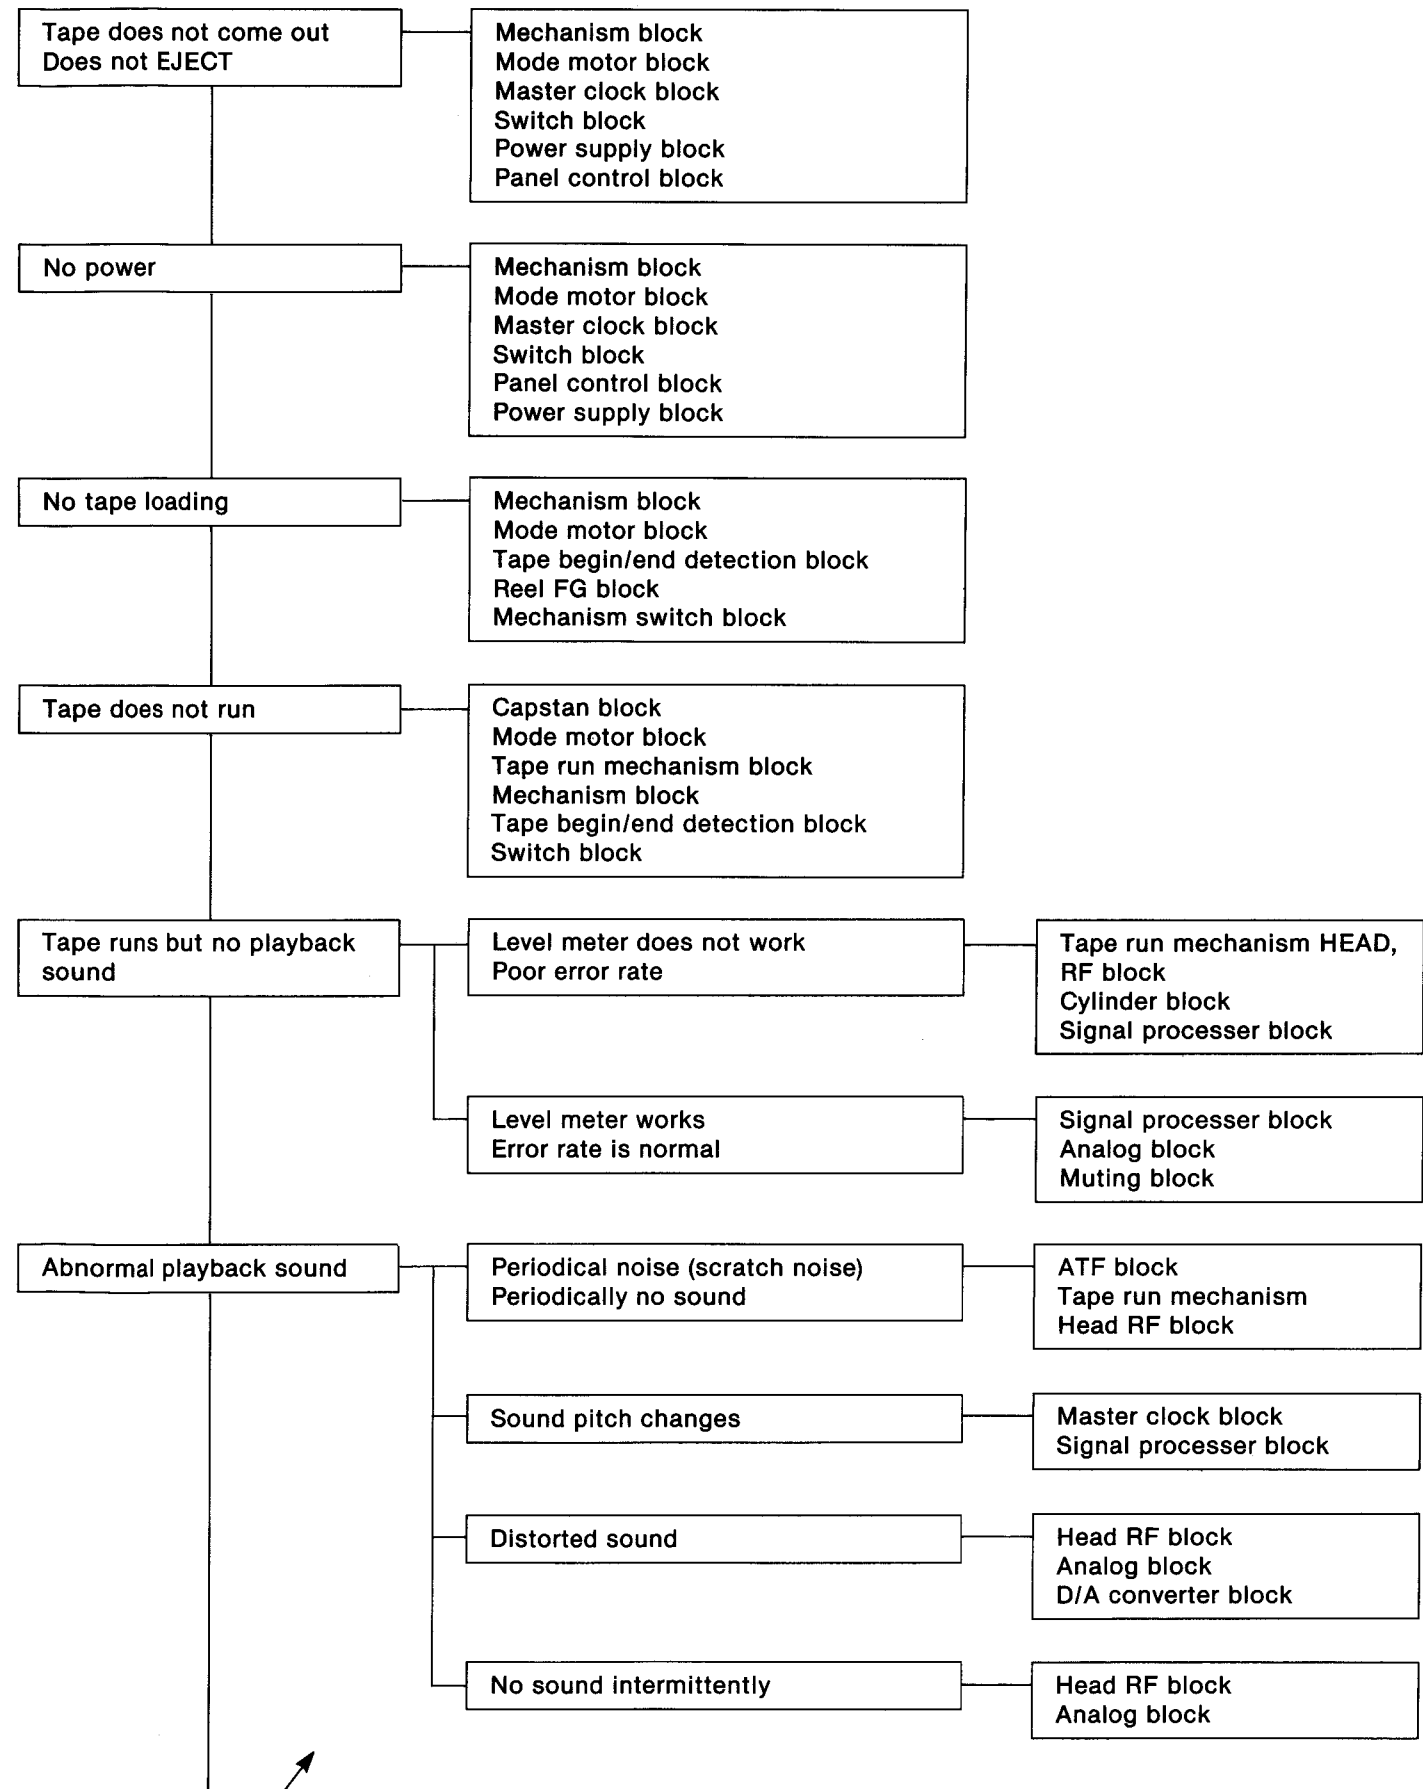 Tape does not come out
Does not EJECT
Mechanism block
Mode motor block
Master clock block
Switch block
Power supply block
Panel control block
No power
Mechanism block
Mode motor block
Master clock block
Switch block
Panel control block
Power supply block
No tape loading
Mechanism block
Mode motor block
Tape begin/end detection block
Reel FG block
Mechanism switch block
Tape does not run
Capstan block
Mode motor block
Tape run mechanism block
Mechanism block
Tape begin/end detection block
Switch block
Tape runs but no playback
sound
Level meter does not work
Poor error rate
Tape run mechanism HEAD,
RF block
Cylinder block
Signal processer block
Level meter works
Error rate is normal
Signal processer block
Analog block
Muting block
Abnormal playback sound
Periodical noise (scratch noise)
Periodically no sound
ATF block
Tape run mechanism
Head RF block
Sound pitch changes
Master clock block
Signal processer block
Distorted sound
Head RF block
Analog block
D/A converter block
No sound intermittently
Head RF block
Analog block